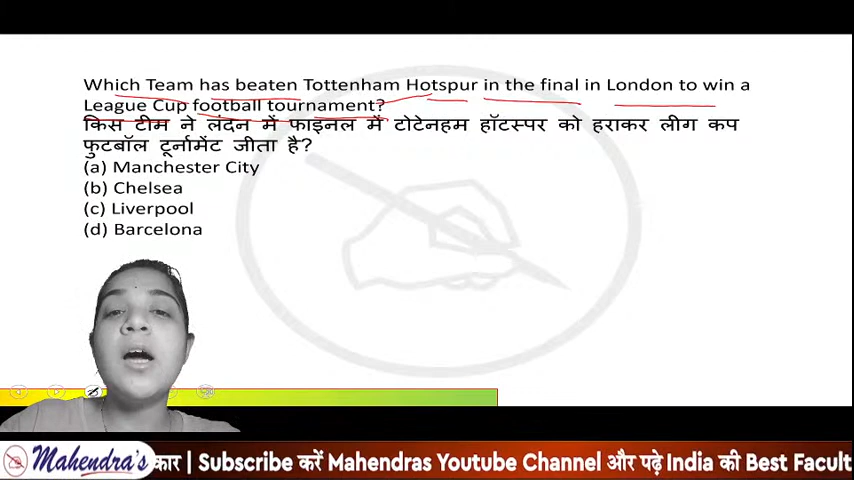 Which Team has beaten Tottenham Hotspur in the final in London to win a
League Cup football tournament?
किस टीम ने लंदन में फाइनल में टोटेनहम हॉटस्पर को हराकर लीग कप
फुटबॉल टूर्नामेंट जीता है?
(a) Manchester City
(b) Chelsea
(c) Liverpool
(d) Barcelona
Mahendra's कार | Subscribe करें Mahendras Youtube Channel और पढ़े India की Best Facult